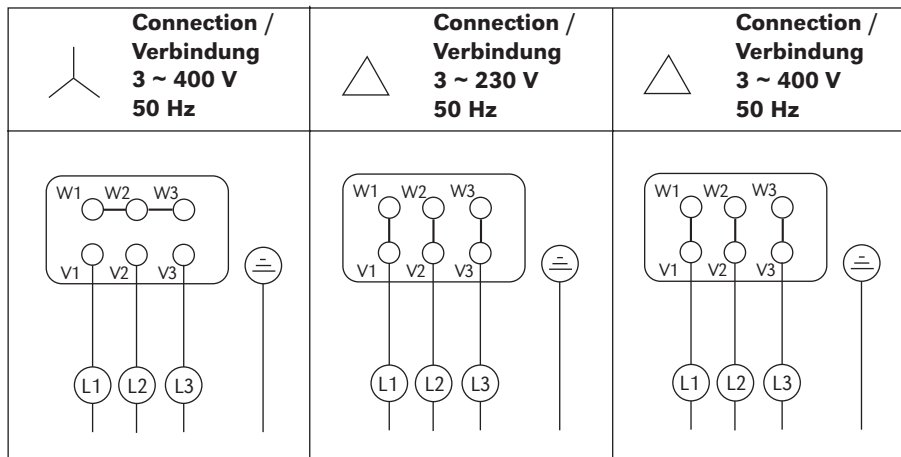 Connection /
Verbindung
3 ~ 400 V
50 Hz
Connection /
Verbindung
3 ~ 230 V
50 Hz
Connection /
Verbindung
3 ~ 400 V
50 Hz
W1 W2 W3
V1 V2 V3
L1 L2 L3
W1 W2 W3
V1 V2 V3
L1 L2 L3
W1 W2 W3
V1 V2 V3
L1 L2 L3